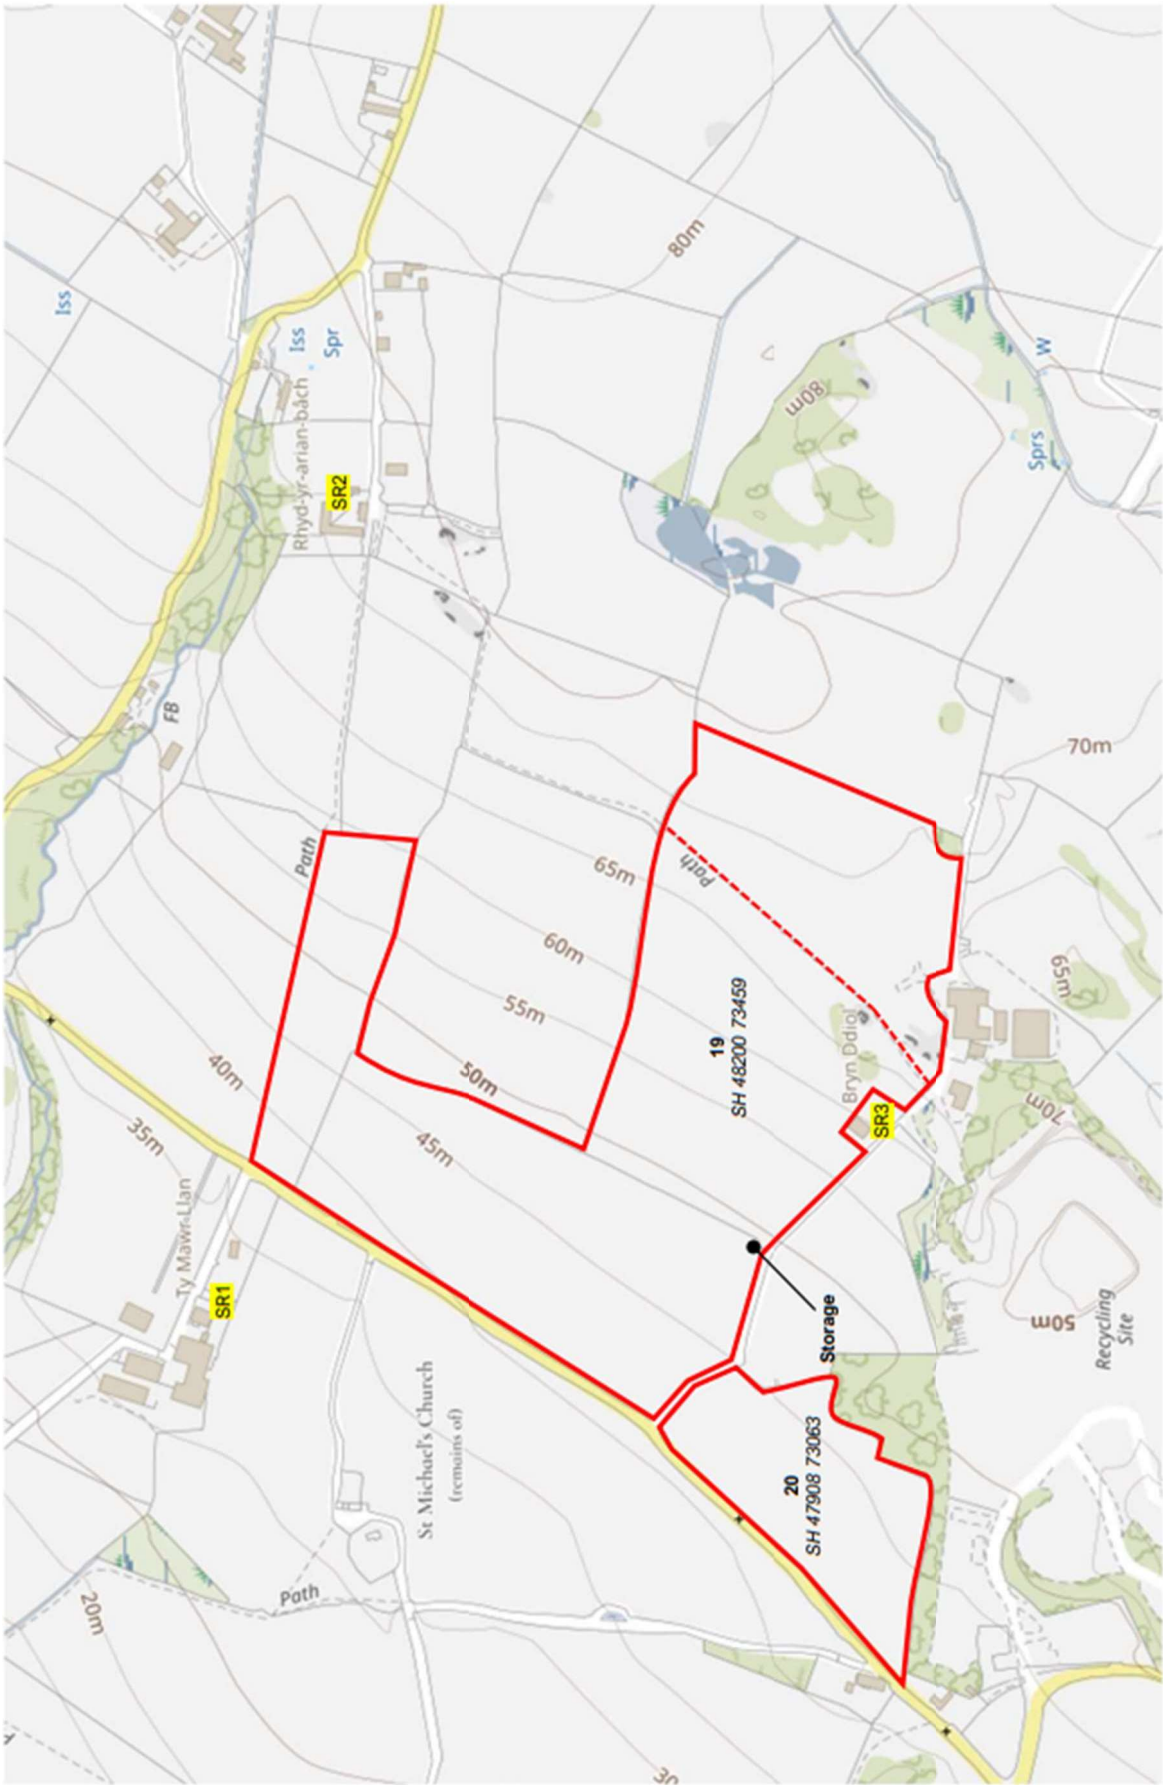 Iss
Iss
Spr
Rhyd-yr-arian-bâch
SR2
80m
80m
W
Sprs
FB
70m
Path
Path
65m
60m
55m
50m
45m
40m
35m
19
SH 48200 73459
Bryn Ddiol
SR3
65m
70m
Ty Mawr-Llan
SR1
St Michael's Church
(remains of)
Storage
50m
Recycling
Site
20
SH 47908 73063
Path
20m
30